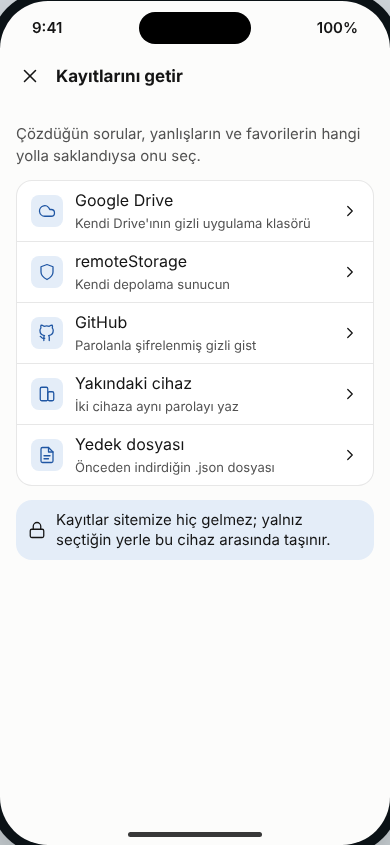 9:41
100%
Kayıtlarını getir
Çözdüğün sorular, yanlışların ve favorilerin hangi
yolla saklandıysa onu seç.
Google Drive
Kendi Drive'ının gizli uygulama klasörü
remoteStorage
Kendi depolama sunucun
GitHub
Parolanla şifrelenmiş gizli gist
Yakındaki cihaz
İki cihaza aynı parolayı yaz
Yedek dosyası
Önceden indirdiğin .json dosyası
Kayıtlar sitemize hiç gelmez; yalnız
seçtiğin yerle bu cihaz arasında taşınır.